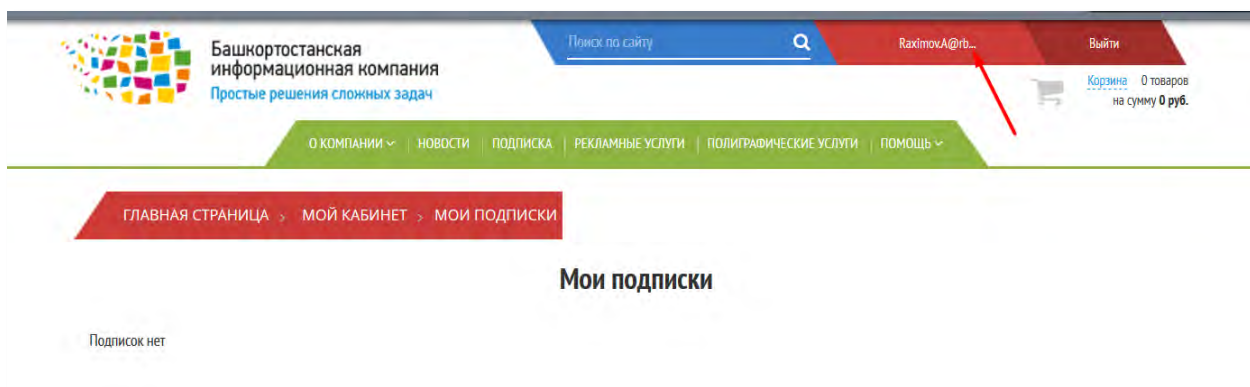 Башкортостанская
информационная компания
Простые решения сложных задач
Поиск по сайту
Raximov.A@rb...
Выйти
Корзина 0 товаров
на сумму 0 руб.
О КОМПАНИИ НОВОСТИ ПОДПИСКА РЕКЛАМНЫЕ УСЛУГИ ПОЛИГРАФИЧЕСКИЕ УСЛУГИ ПОМОЩЬ
ГЛАВНАЯ СТРАНИЦА > МОЙ КАБИНЕТ > МОИ ПОДПИСКИ
Мои подписки
Подписок нет